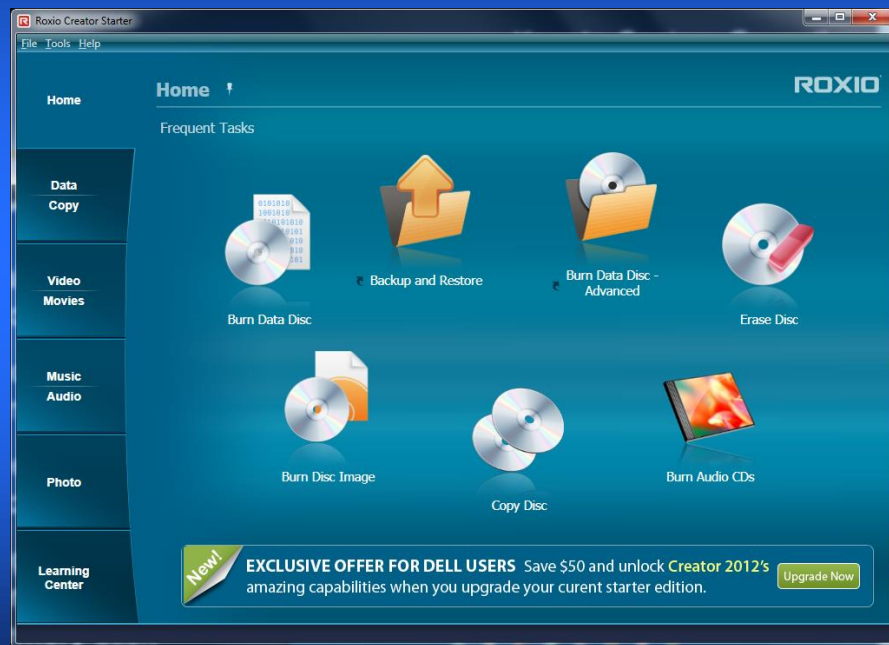 Roxio Creator Starter
File Tools Help
Home
Data
Copy
Video
Movies
Music
Audio
Photo
Learning
Center
Home
ROXIO
Frequent Tasks
Burn Data Disc
Backup and Restore
Burn Data Disc -
Advanced
Erase Disc
Burn Disc Image
Copy Disc
Burn Audio CDs
New!
EXCLUSIVE OFFER FOR DELL USERS Save $50 and unlock Creator 2012's
amazing capabilities when you upgrade your curent starter edition.
Upgrade Now